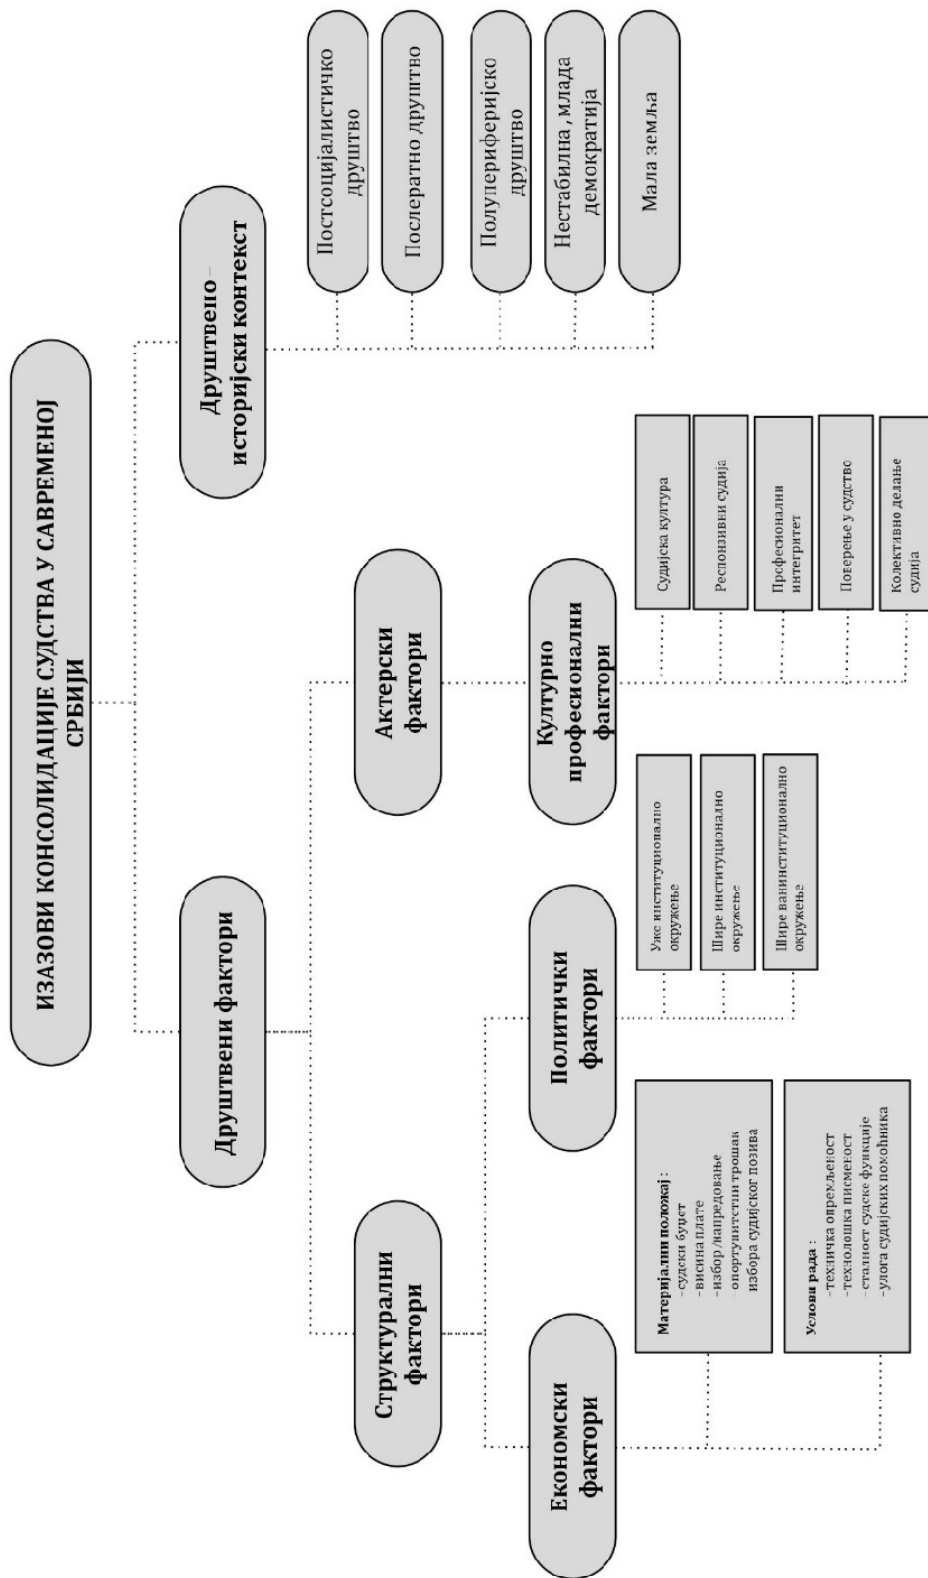 ИЗАЗОВИ КОНСОЛИДАЦИЈЕ СУДСТВА У САВРЕМЕНОЈ
СРБИЈИ
Друштвени фактори
Друштвено–
историјски контекст
Структурални
фактори
Актерски
фактори
Постсоцијалистичко
друштво
Послератно друштво
Полупериферијско
друштво
Нестабилна , млада
демократија
Мала земља
Економски
фактори
Политички
фактори
Културно
професионални
фактори
Материјални положај :
-судски буџет
-висина плате
-избор/напредовање
опортунитетни трошак
избора судијског позива
Услови рада :
-техничка опремљеност
-технолошка писменост
-сталност судске функције
-улога судијских помоћника
Уже институционално
окружење
Шире институционално
окружење
Шире ванинституционално
окружење
Судијска култура
Респонзивни судија
Професионални
интегритет
Поверење у судство
Колективно делање
судија